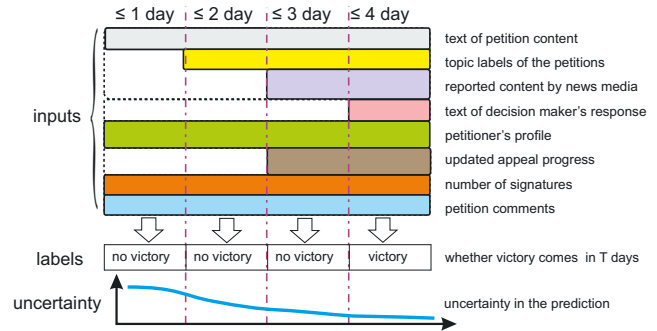 ≤ 1 day ≤ 2 day ≤ 3 day ≤ 4 day
text of petition content
topic labels of the petitions
reported content by news media
text of decision maker's response
inputs
petitioner's profile
updated appeal progress
number of signatures
petition comments
labels no victory no victory no victory victory whether victory comes in T days
uncertainty uncertainty in the prediction